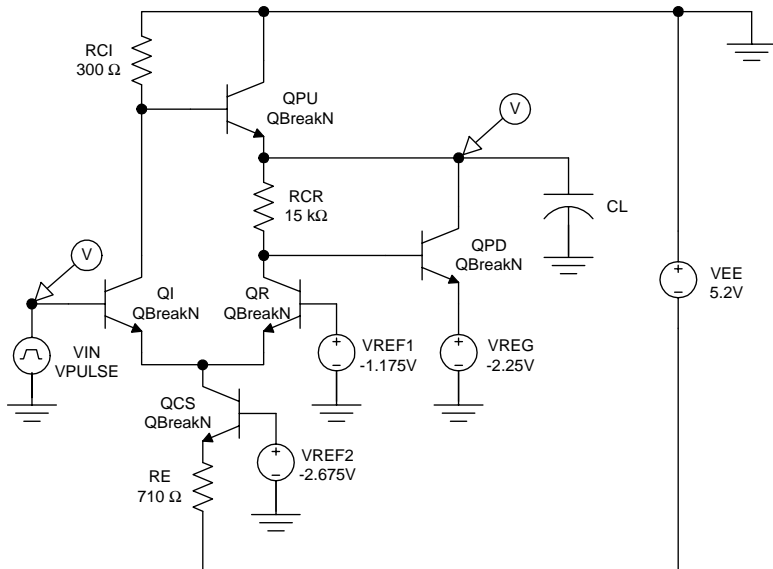 RCI
300 Ω
QPU
QBreakN
V
RCR
15 kΩ
CL
V
QPD
QBreakN
QI
QBreakN
QR
QBreakN
VEE
5.2V
VIN
VPULSE
VREF1
-1.175V
VREG
-2.25V
QCS
QBreakN
VREF2
-2.675V
RE
710 Ω